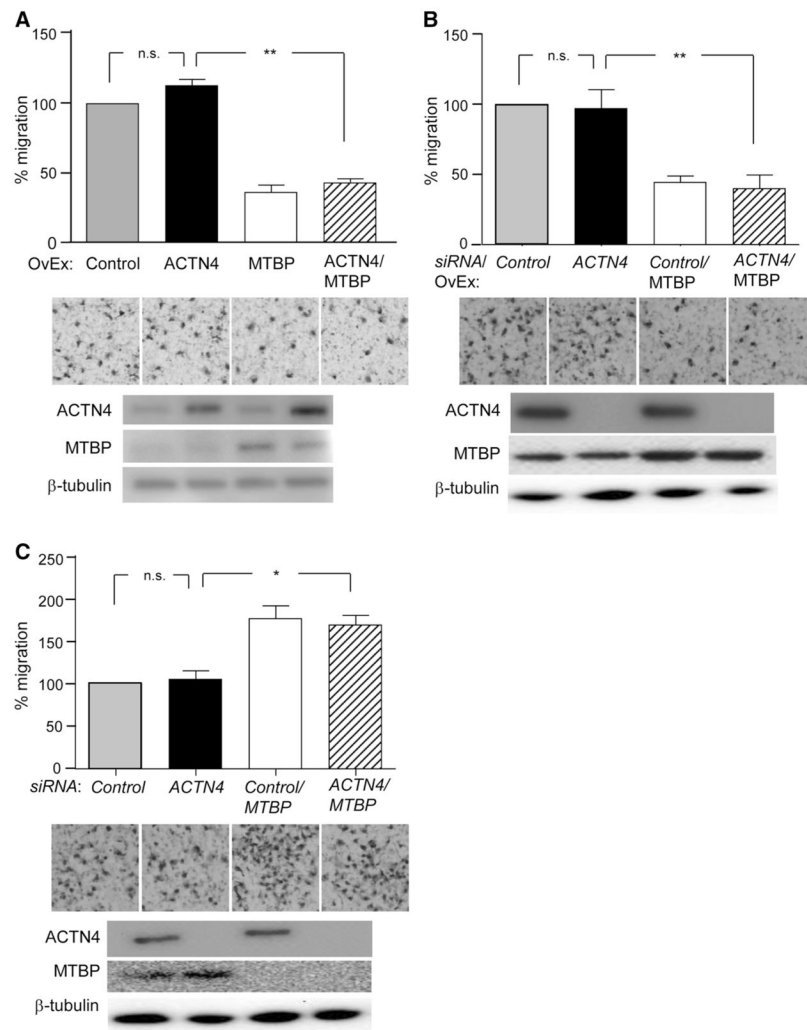 A
150
n.s.
**
100
% migration
50
0
OvEx: Control ACTN4 MTBP ACTN4/
MTBP
ACTN4
MTBP
β-tubulin
B
150
n.s.
**
100
% migration
50
0
siRNA/ Control ACTN4 Control/ ACTN4/
OvEx: MTBP MTBP
ACTN4
MTBP
β-tubulin
C
250
n.s.
*
200
150
% migration
100
50
0
siRNA: Control ACTN4 Control/ ACTN4/
MTBP MTBP
ACTN4
MTBP
β-tubulin